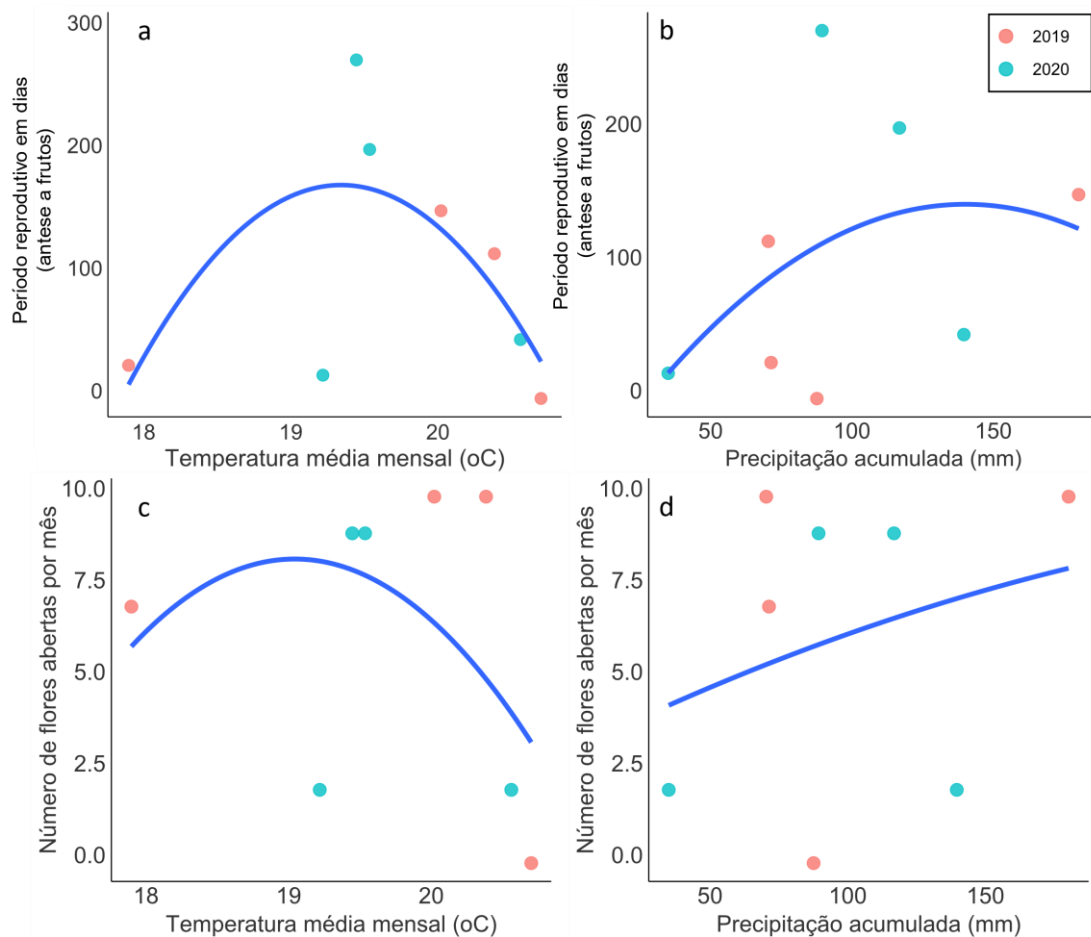 a
300
200
100
0
Período reprodutivo em dias
(antese a frutos)
18 19 20
Temperatura média mensal (oC)
b
2019
2020
200
100
0
Período reprodutivo em dias
(antese a frutos)
50 100 150
Precipitação acumulada (mm)
c
10.0
7.5
5.0
2.5
0.0
Número de flores abertas por mês
18 19 20
Temperatura média mensal (oC)
d
10.0
7.5
5.0
2.5
0.0
Número de flores abertas por mês
50 100 150
Precipitação acumulada (mm)